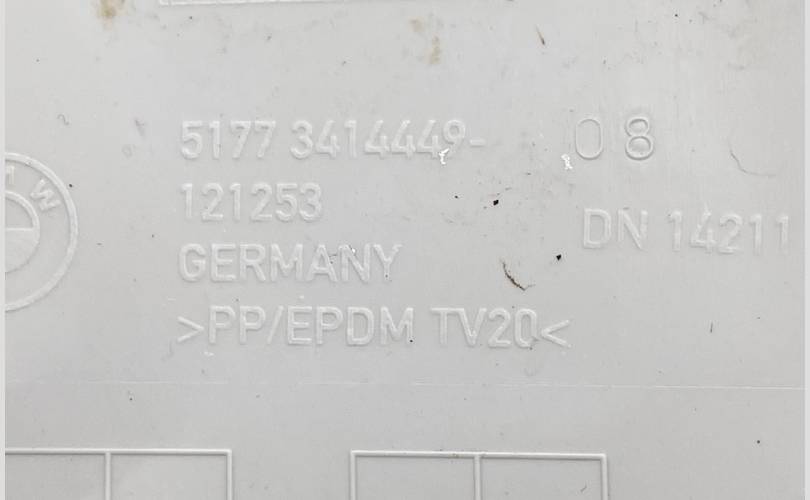 5177 3414449- 08
121253
DN 14211
GERMANY
>PP/EPDM TV20<
W